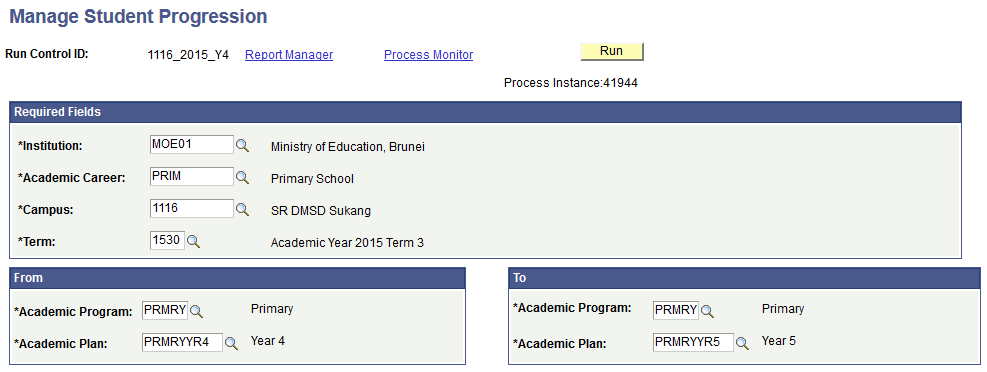 Manage Student Progression
Run Control ID: 1116_2015_Y4 Report Manager Process Monitor Run
Process Instance:41944
Required Fields
*Institution: MOE01 Ministry of Education, Brunei
*Academic Career: PRIM Primary School
*Campus: 1116 SR DMSD Sukang
*Term: 1530 Academic Year 2015 Term 3
From
*Academic Program: PRMRY Primary
*Academic Plan: PRMRYYR4 Year 4
To
*Academic Program: PRMRY Primary
*Academic Plan: PRMRYYR5 Year 5